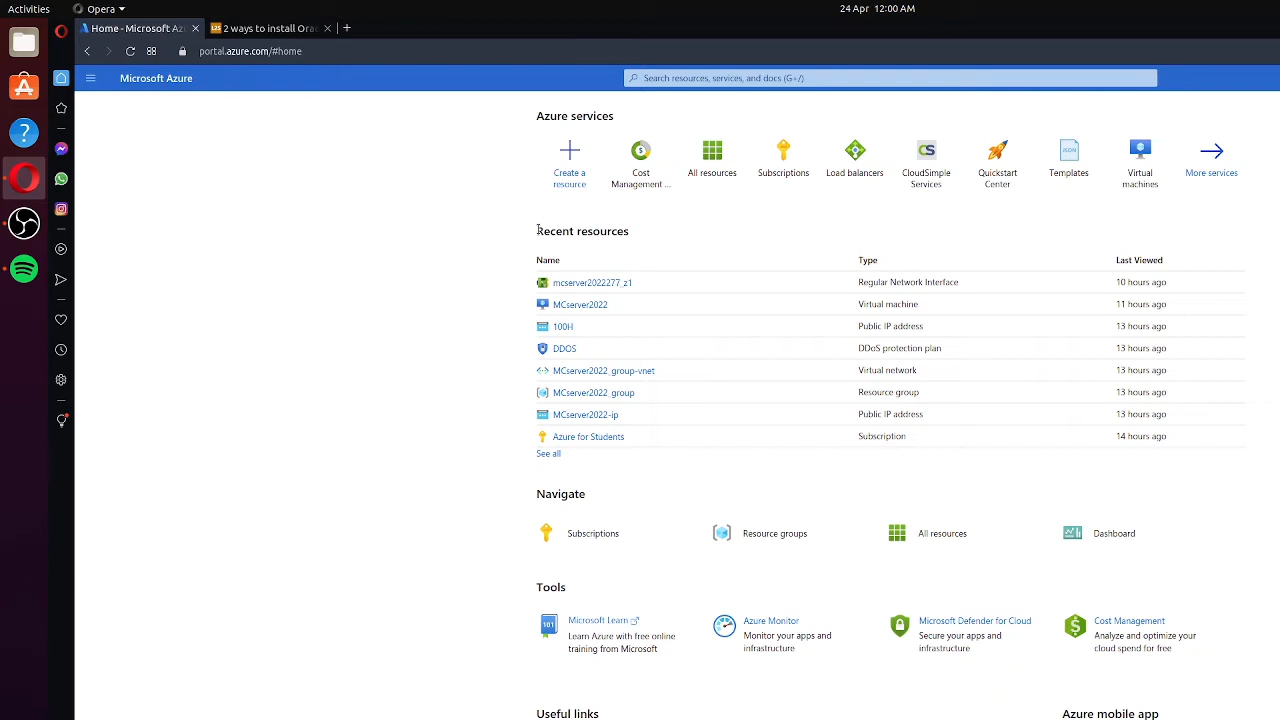 Activities
Opera
24 Apr 12:00 AM
Home - Microsoft Az
2 ways to install Orac
portal.azure.com/#home
Microsoft Azure
Search resources, services, and docs (G+/)
Azure services
Create a
resource
Cost
Management ...
All resources
Subscriptions
Load balancers
CloudSimple
Services
Quickstart
Center
Templates
Virtual
machines
More services
Recent resources
Name Type Last Viewed
mcserver2022277_z1 Regular Network Interface 10 hours ago
MCserver2022 Virtual machine 11 hours ago
100H Public IP address 13 hours ago
DDOS DDoS protection plan 13 hours ago
MCserver2022_group-vnet Virtual network 13 hours ago
MCserver2022_group Resource group 13 hours ago
MCserver2022-ip Public IP address 13 hours ago
Azure for Students Subscription 14 hours ago
See all
Navigate
Subscriptions Resource groups All resources Dashboard
Tools
Microsoft Learn
Learn Azure with free online
training from Microsoft
Azure Monitor
Monitor your apps and
infrastructure
Microsoft Defender for Cloud
Secure your apps and
infrastructure
Cost Management
Analyze and optimize your
cloud spend for free
Useful links
Azure mobile app